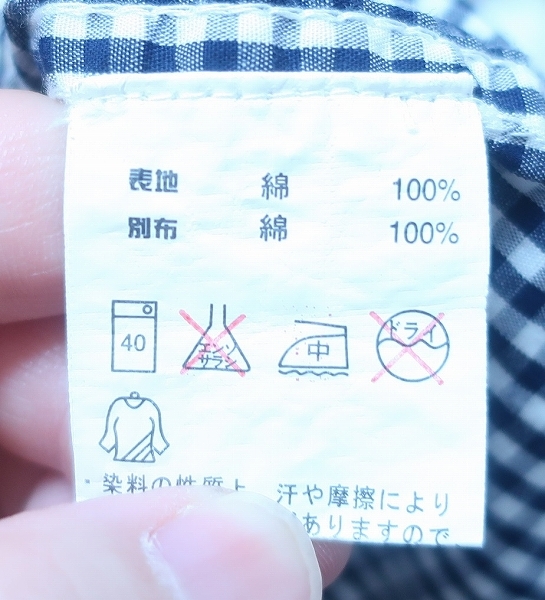 表地 綿 100%
別布 綿 100%
40 エンソ サラシ 中 ドライ
染料の性質上 汗や摩擦により
ありますので